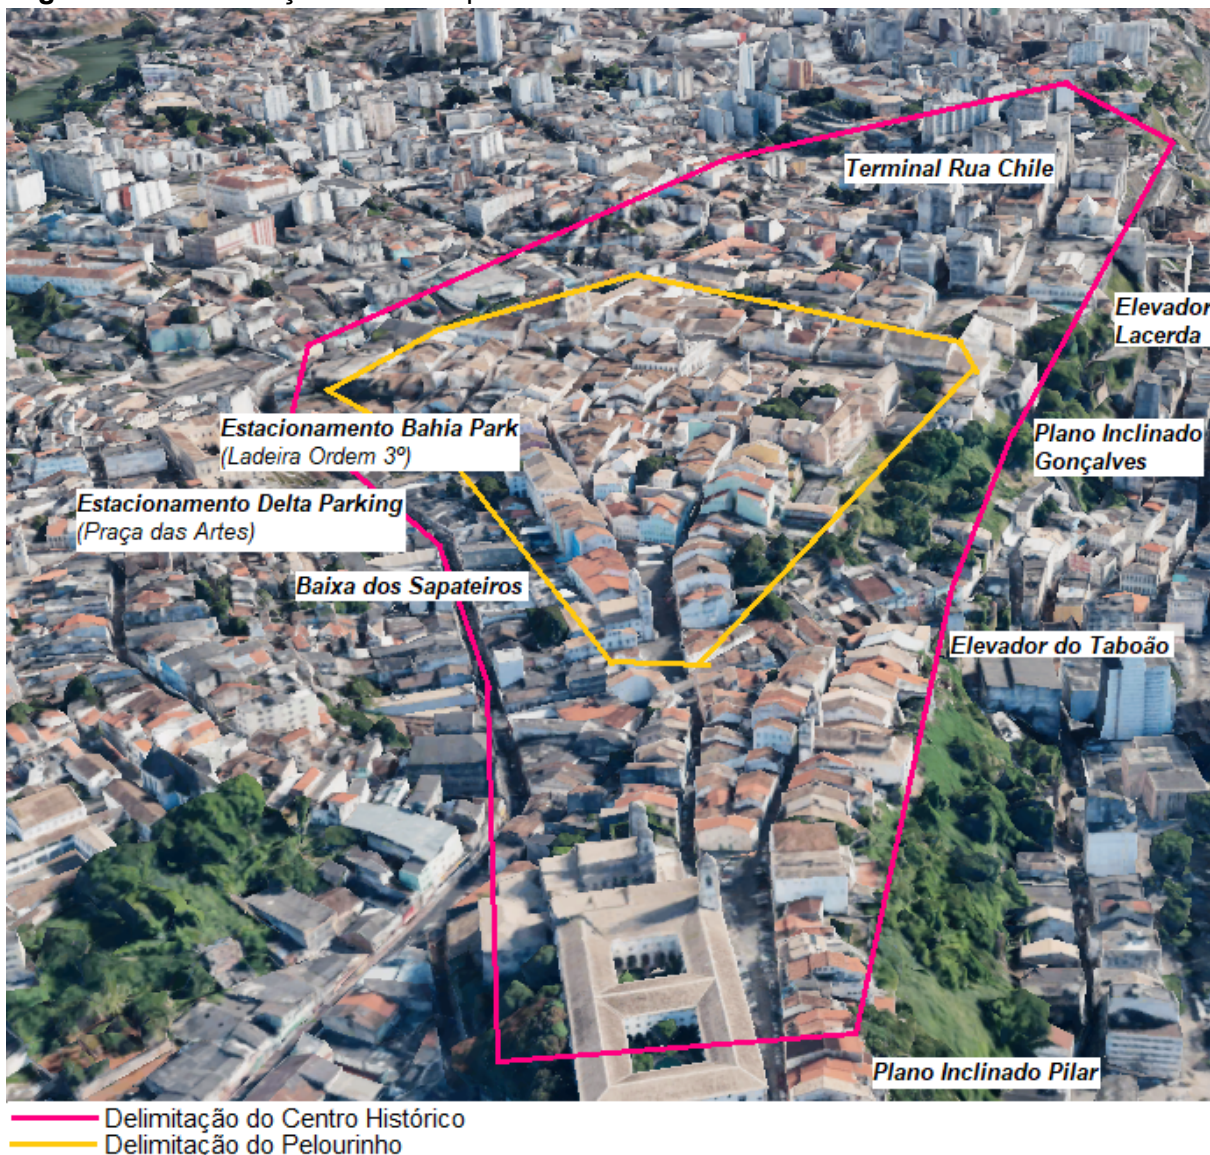 Terminal Rua Chile
Elevador
Lacerda
Estacionamento Bahia Park
(Ladeira Ordem 3º)
Plano Inclinado
Gonçalves
Estacionamento Delta Parking
(Praça das Artes)
Baixa dos Sapateiros
Elevador do Taboão
Plano Inclinado Pilar
Delimitação do Centro Histórico
Delimitação do Pelourinho